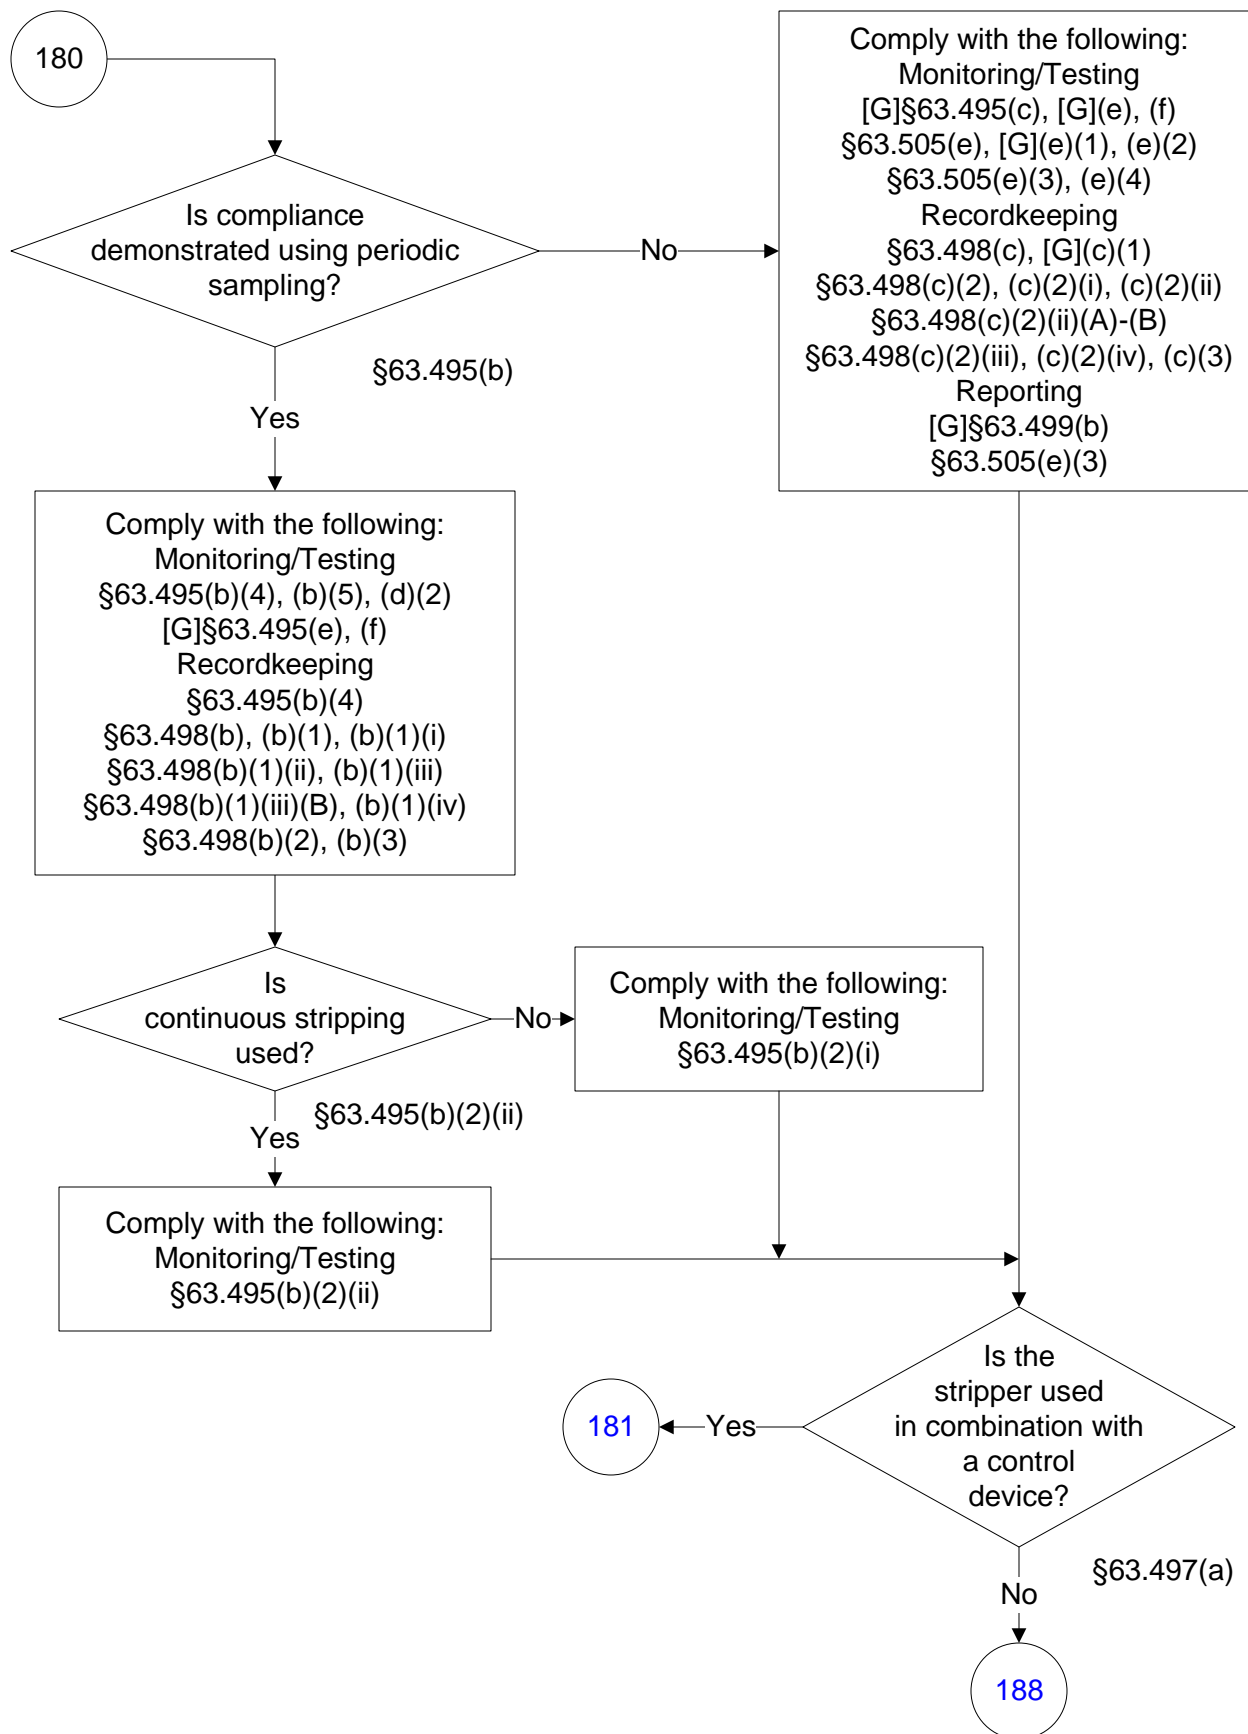 180
Is compliance
demonstrated using periodic
sampling?
No
§63.495(b)
Yes
Comply with the following:
Monitoring/Testing
[G]§63.495(c), [G](e), (f)
§63.505(e), [G](e)(1), (e)(2)
§63.505(e)(3), (e)(4)
Recordkeeping
§63.498(c), [G](c)(1)
§63.498(c)(2), (c)(2)(i), (c)(2)(ii)
§63.498(c)(2)(ii)(A)-(B)
§63.498(c)(2)(iii), (c)(2)(iv), (c)(3)
Reporting
[G]§63.499(b)
§63.505(e)(3)
Comply with the following:
Monitoring/Testing
§63.495(b)(4), (b)(5), (d)(2)
[G]§63.495(e), (f)
Recordkeeping
§63.495(b)(4)
§63.498(b), (b)(1), (b)(1)(i)
§63.498(b)(1)(ii), (b)(1)(iii)
§63.498(b)(1)(iii)(B), (b)(1)(iv)
§63.498(b)(2), (b)(3)
Is
continuous stripping
used?
No
Comply with the following:
Monitoring/Testing
§63.495(b)(2)(i)
§63.495(b)(2)(ii)
Yes
Comply with the following:
Monitoring/Testing
§63.495(b)(2)(ii)
Is the
stripper used
in combination with
a control
device?
Yes
181
§63.497(a)
No
188